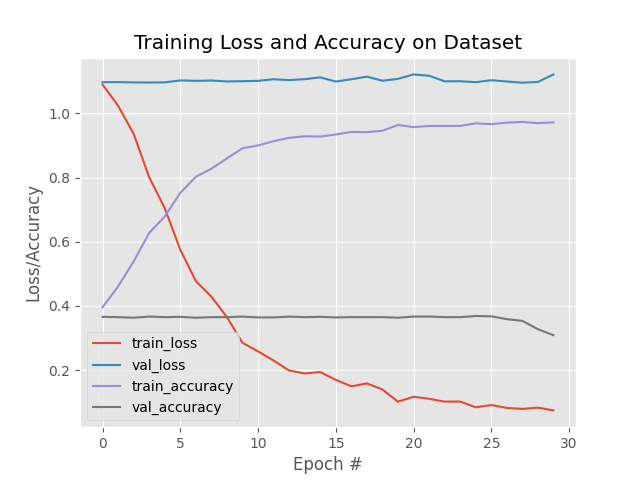 Training Loss and Accuracy on Dataset
Loss/Accuracy
1.0
0.8
0.6
0.4
0.2
train_loss
val_loss
train_accuracy
val_accuracy
0 5 10 15 20 25 30
Epoch #